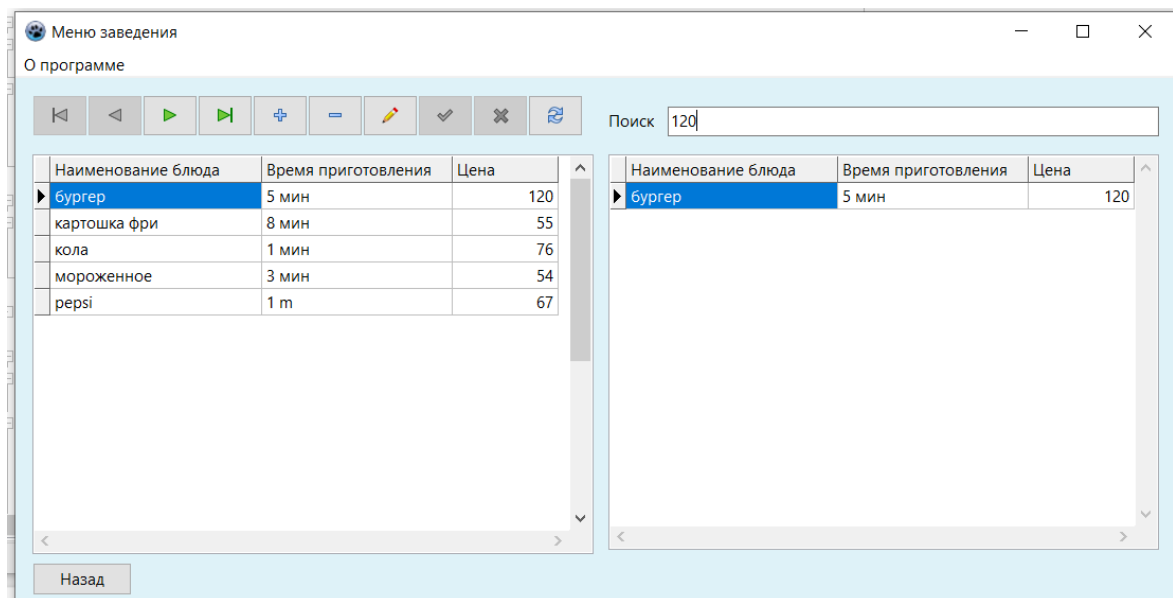 Меню заведения
О программе
Поиск 120
Наименование блюда Время приготовления Цена
бургер 5 мин 120
картошка фри 8 мин 55
кола 1 мин 76
мороженное 3 мин 54
pepsi 1 m 67
Наименование блюда Время приготовления Цена
бургер 5 мин 120
Назад